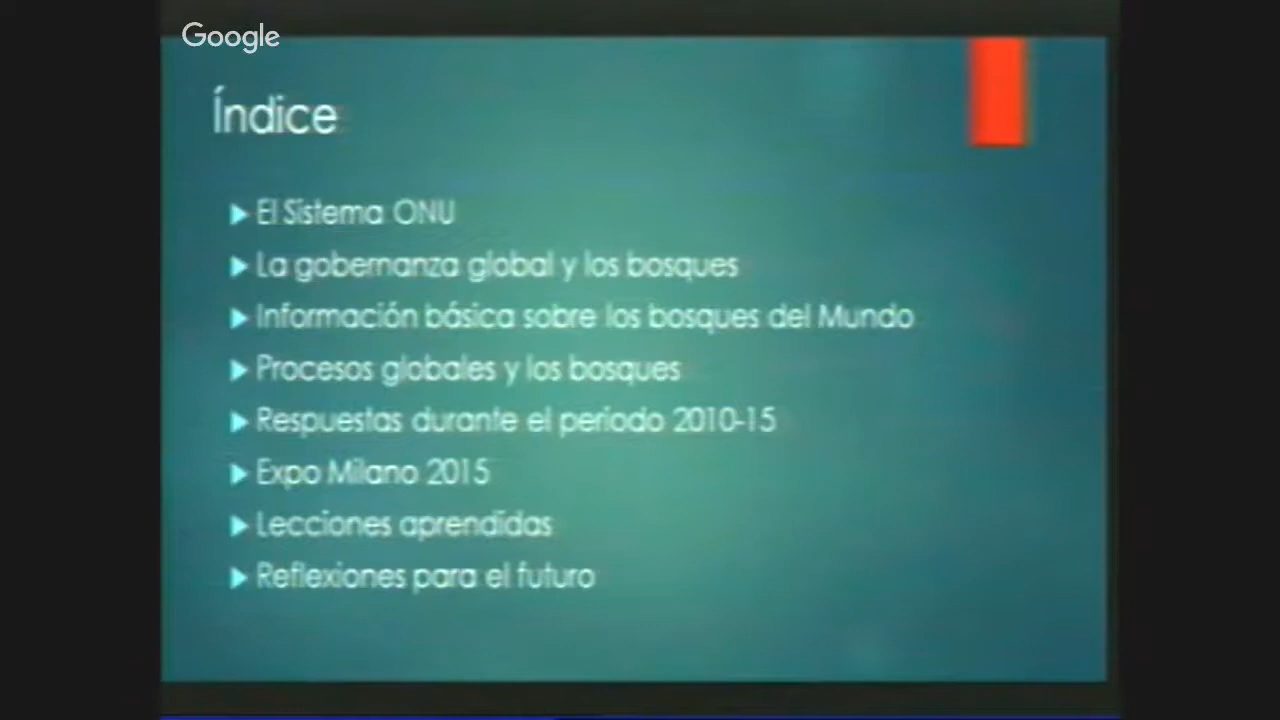 Google
Índice
El Sistema ONU
La gobernanza global y los bosques
Información básica sobre los bosques del Mundo
Procesos globales y los bosques
Respuestas durante el periodo 2010-15
Expo Milano 2015
Lecciones aprendidas
Reflexiones para el futuro